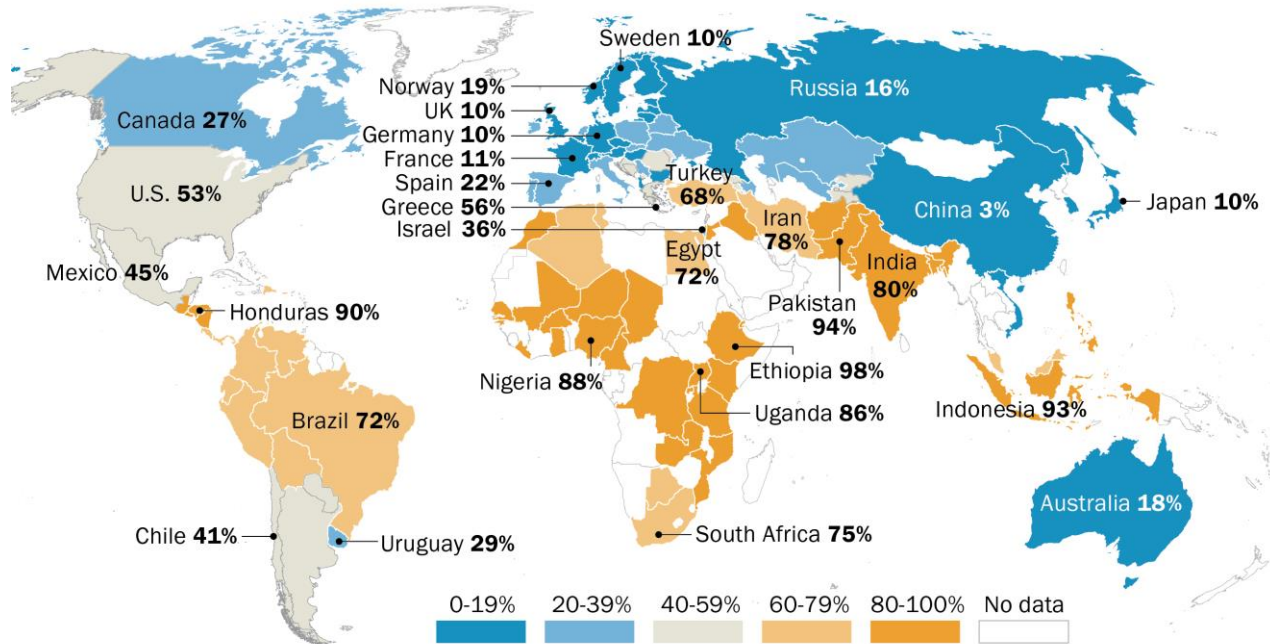 Sweden 10%
Norway 19%
Russia 16%
UK 10%
Canada 27%
Germany 10%
France 11%
Turkey
68%
Spain 22%
U.S. 53%
Greece 56%
Iran
78%
China 3%
Japan 10%
Israel 36%
Egypt
72%
India
80%
Mexico 45%
Pakistan
94%
Honduras 90%
Ethiopia 98%
Nigeria 88%
Uganda 86%
Indonesia 93%
Brazil 72%
Australia 18%
Chile 41%
Uruguay 29%
South Africa 75%
0-19% 20-39% 40-59% 60-79% 80-100% No data